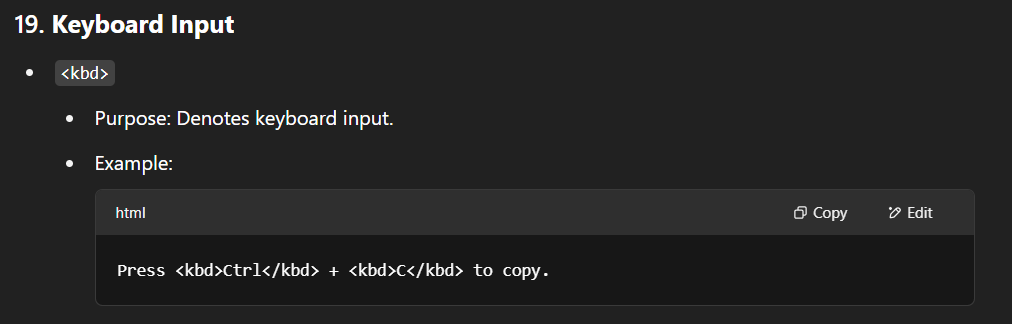 19. Keyboard Input
<kbd>
Purpose: Denotes keyboard input.
Example:
html Copy Edit
Press <kbd>Ctrl</kbd> + <kbd>C</kbd> to copy.